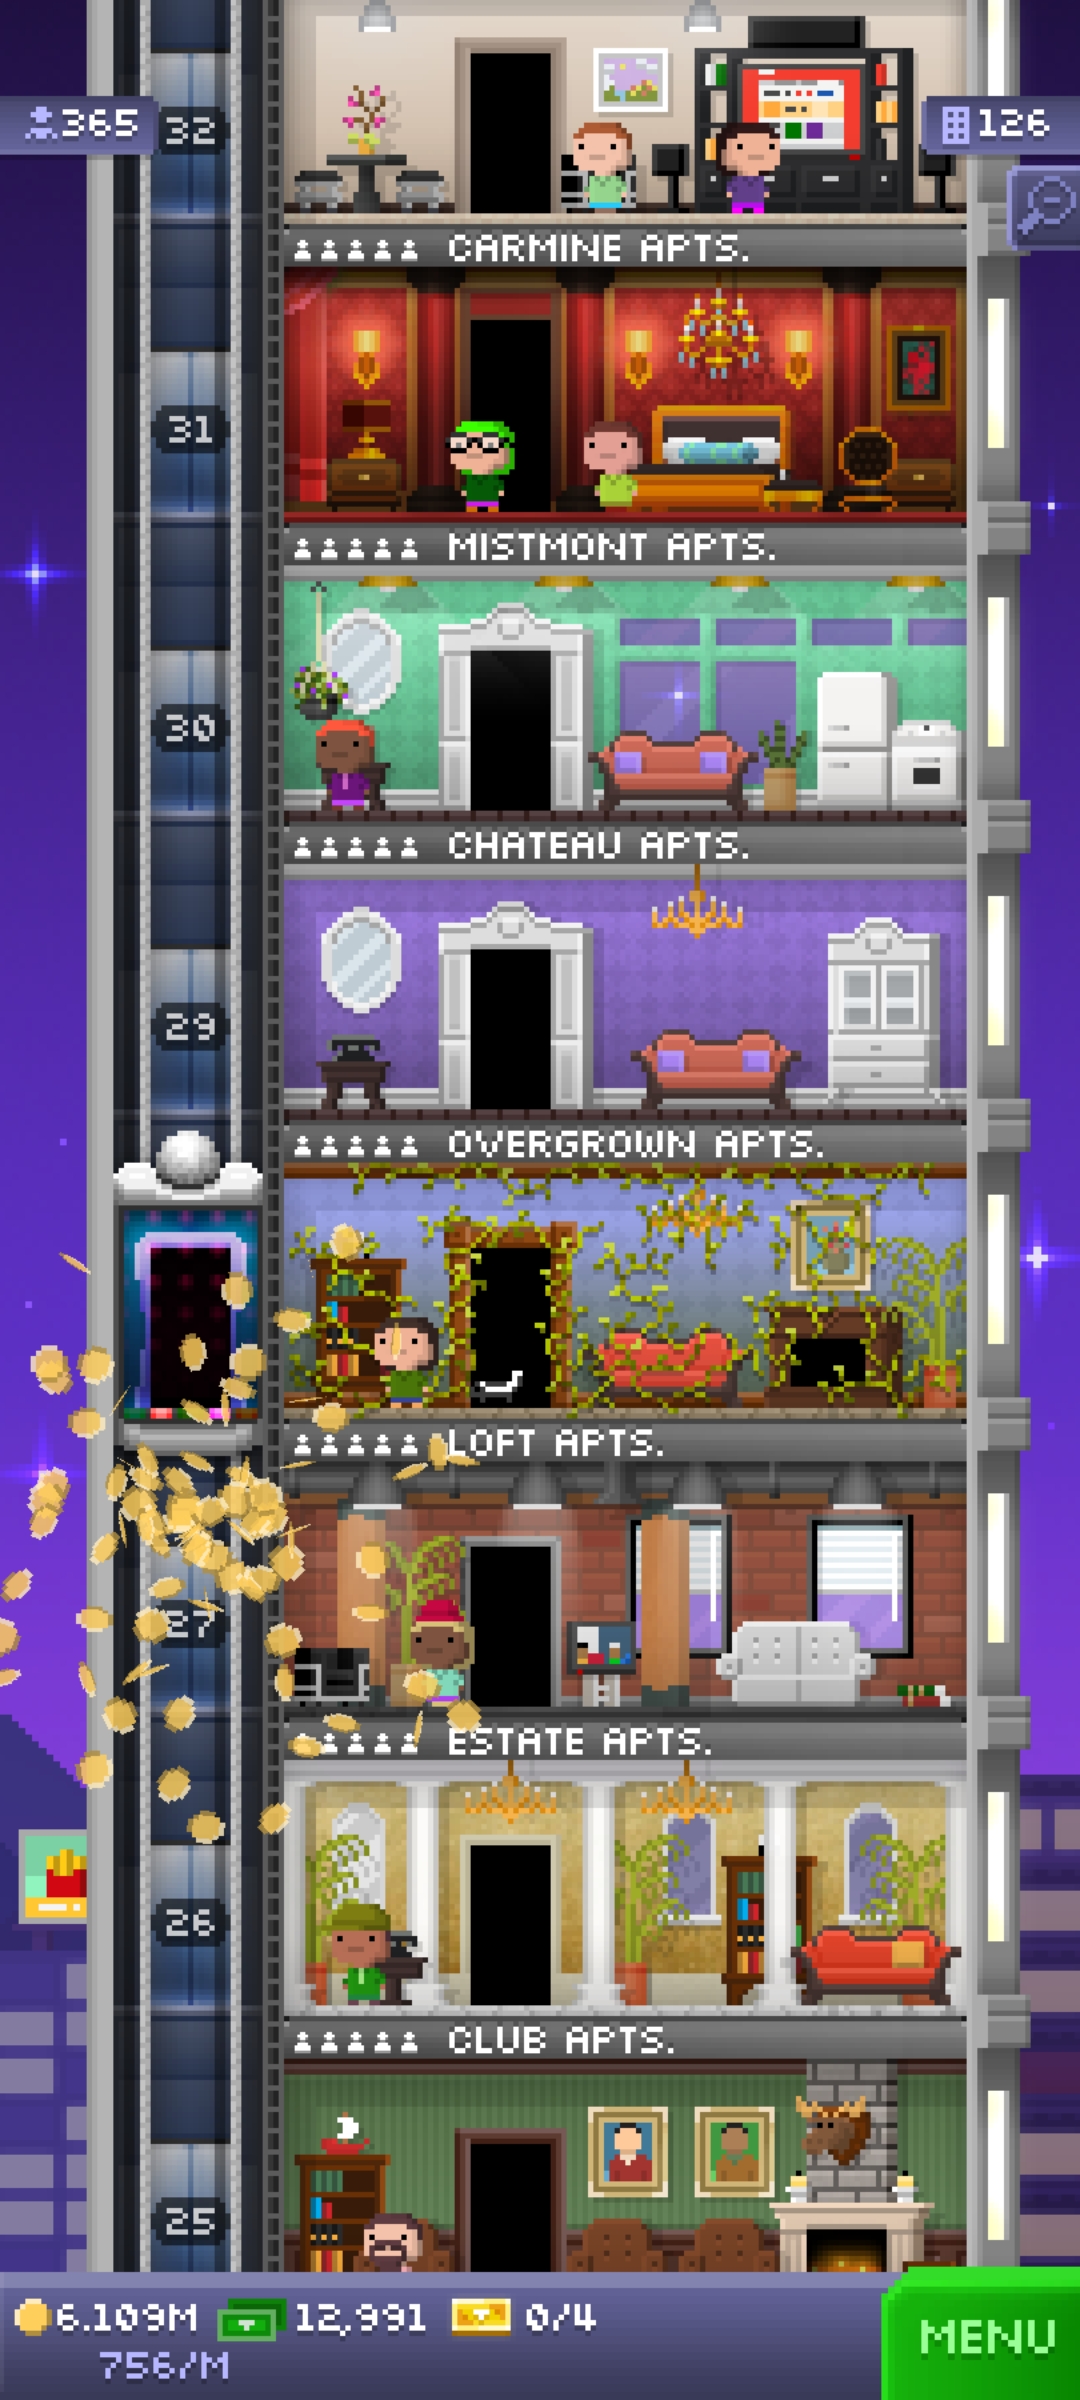 365
32
126
CARMINE APTS.
31
MISTMONT APTS.
30
CHATEAU APTS.
29
OVERGROWN APTS.
LOFT APTS.
27
ESTATE APTS.
26
CLUB APTS.
25
6.109M 12,991 0/4
756/M
MENU